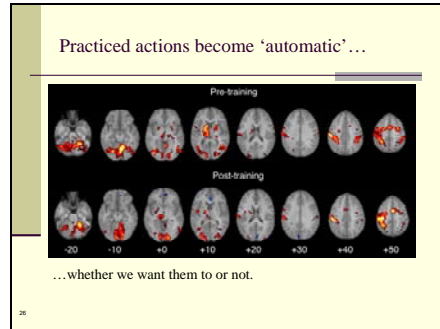 Practiced actions become ‘automatic’…
Pre-training
Post-training
-20 -10 +0 +10 +20 +30 +40 +50
…whether we want them to or not.
26